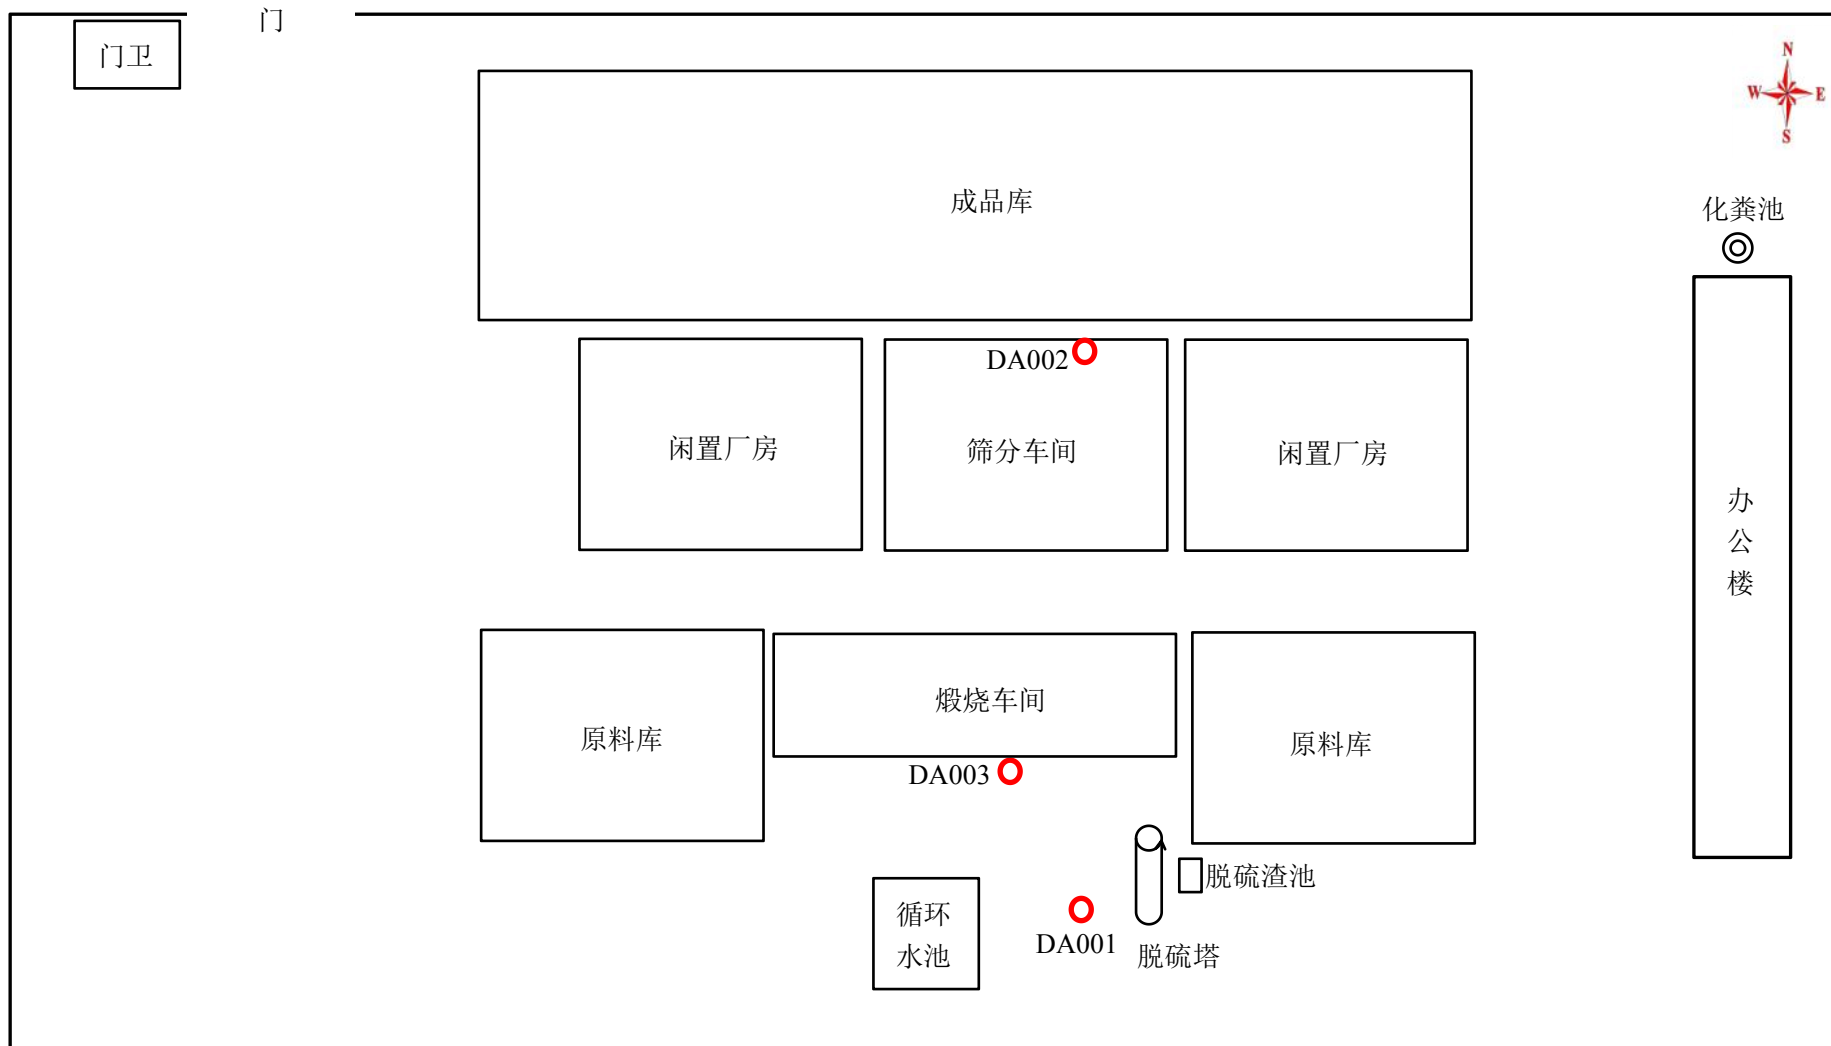 门
门卫
N
W
E
S
成品库
化粪池
DA002
闲置厂房
筛分车间
闲置厂房
办
公
楼
煅烧车间
原料库
原料库
DA003
脱硫渣池
循环
水池
DA001
脱硫塔